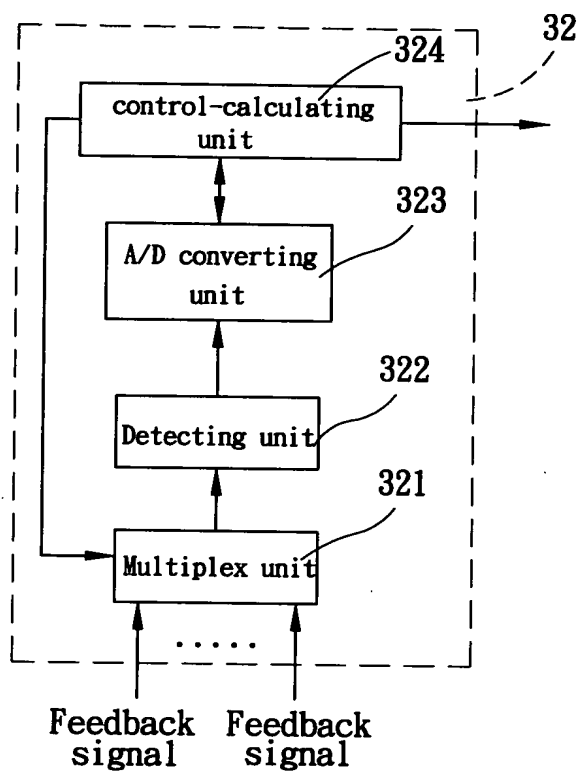 32
324
control-calculating
unit
323
A/D converting
unit
322
Detecting unit
321
Multiplex unit
.....
Feedback
signal
Feedback
signal